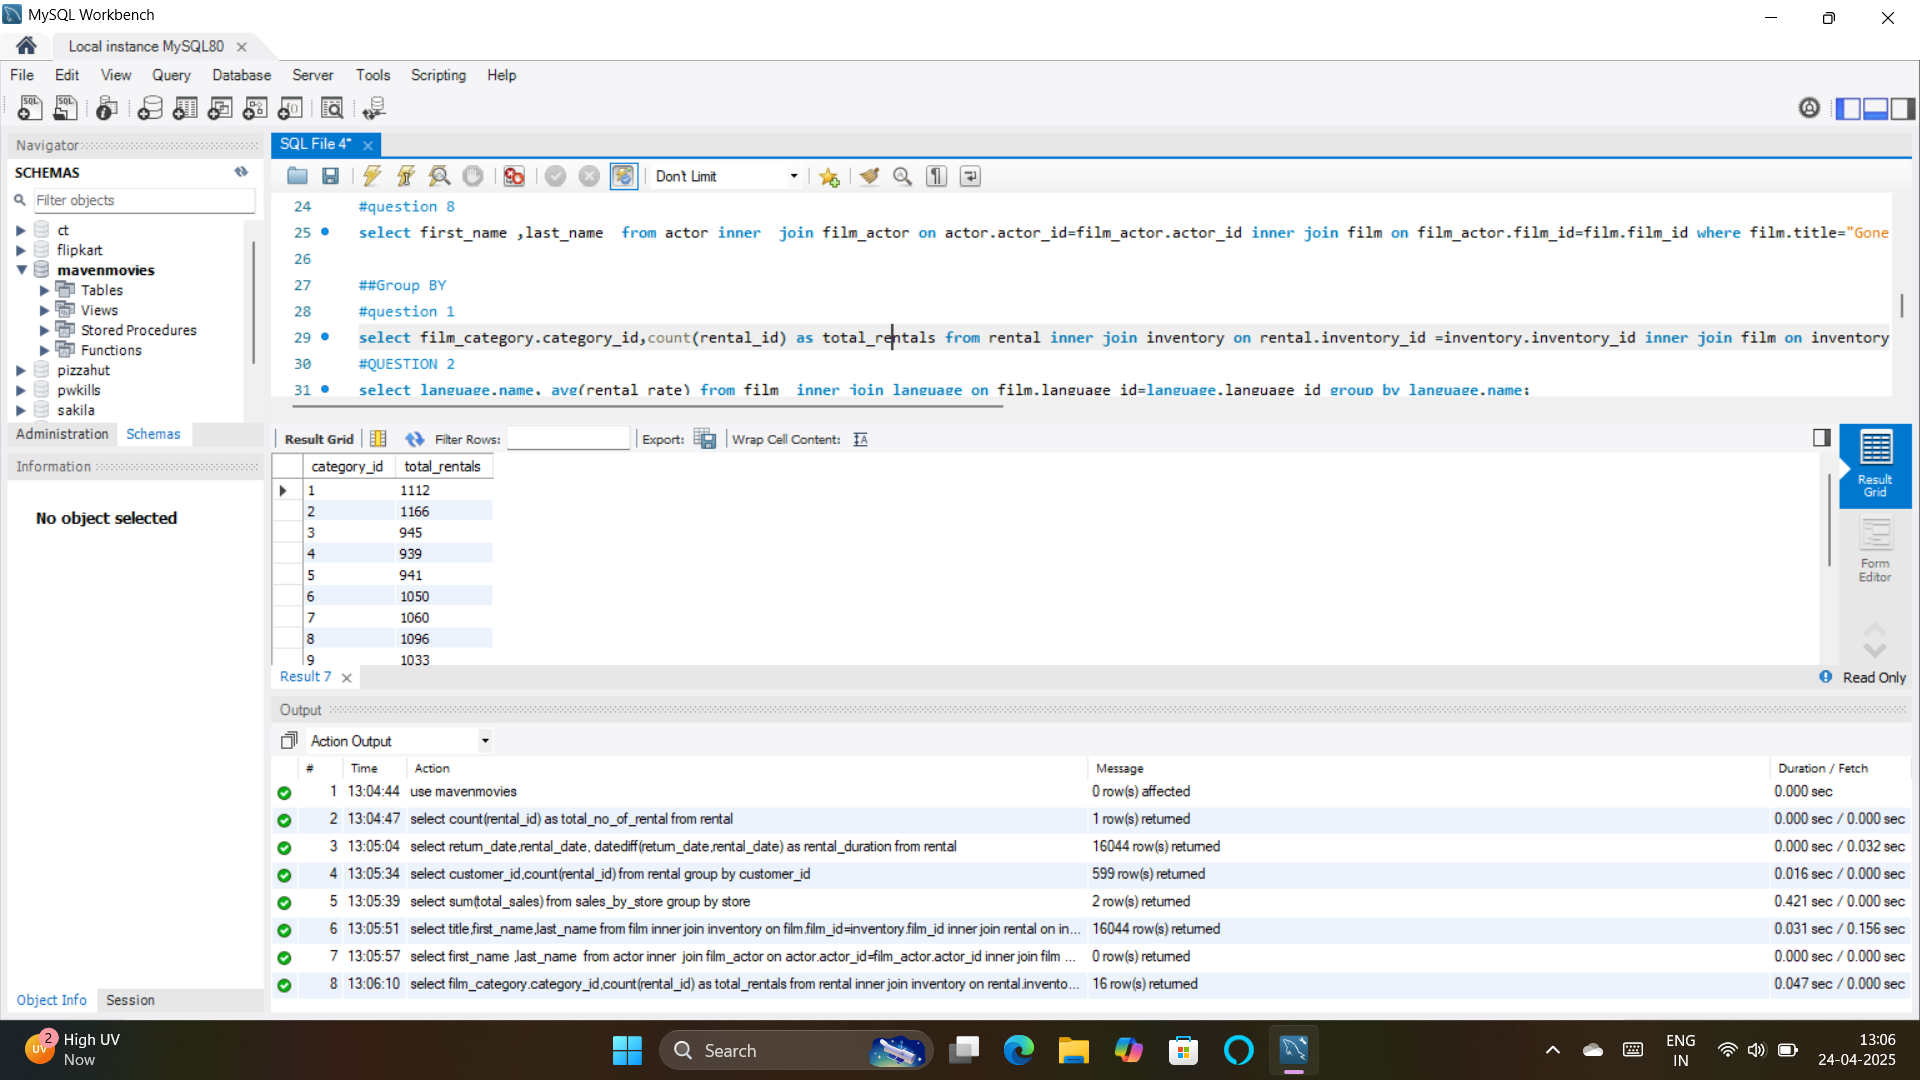 MySQL Workbench
Local instance MySQL80
File Edit View Query Database Server Tools Scripting Help
Navigator
SCHEMAS
Filter objects
ct
flipkart
mavenmovies
Tables
Views
Stored Procedures
Functions
pizzahut
pwkills
sakila
Administration Schemas
Information
No object selected
Object Info Session
SQL File 4*
Don't Limit
24 #question 8
25 select first_name ,last_name  from actor inner  join film_actor on actor.actor_id=film_actor.actor_id inner join film on film_actor.film_id=film.film_id where film.title="Gone
26
27 ##Group BY
28 #question 1
29 select film_category.category_id,count(rental_id) as total_rentals from rental inner join inventory on rental.inventory_id =inventory.inventory_id inner join film on inventory
30 #QUESTION 2
31 select language.name, avg(rental_rate) from film  inner join language on film.language_id=language.language_id group by language.name;
Result Grid Filter Rows: Export: Wrap Cell Content:
category_id total_rentals
1 1112
2 1166
3 945
4 939
5 941
6 1050
7 1060
8 1096
9 1033
Result Grid
Form Editor
Result 7
Read Only
Output
Action Output
# Time Action Message Duration / Fetch
1 13:04:44 use mavenmovies 0 row(s) affected 0.000 sec
2 13:04:47 select count(rental_id) as total_no_of_rental from rental 1 row(s) returned 0.000 sec / 0.000 sec
3 13:05:04 select return_date,rental_date, datediff(return_date,rental_date) as rental_duration from rental 16044 row(s) returned 0.000 sec / 0.032 sec
4 13:05:34 select customer_id,count(rental_id) from rental group by customer_id 599 row(s) returned 0.016 sec / 0.000 sec
5 13:05:39 select sum(total_sales) from sales_by_store group by store 2 row(s) returned 0.421 sec / 0.000 sec
6 13:05:51 select title,first_name,last_name from film inner join inventory on film.film_id=inventory.film_id inner join rental on in... 16044 row(s) returned 0.031 sec / 0.156 sec
7 13:05:57 select first_name ,last_name  from actor inner  join film_actor on actor.actor_id=film_actor.actor_id inner join film ... 0 row(s) returned 0.000 sec / 0.000 sec
8 13:06:10 select film_category.category_id,count(rental_id) as total_rentals from rental inner join inventory on rental.invento... 16 row(s) returned 0.047 sec / 0.000 sec
UV 2 High UV
Now
Search
ENG
IN
13:06
24-04-2025